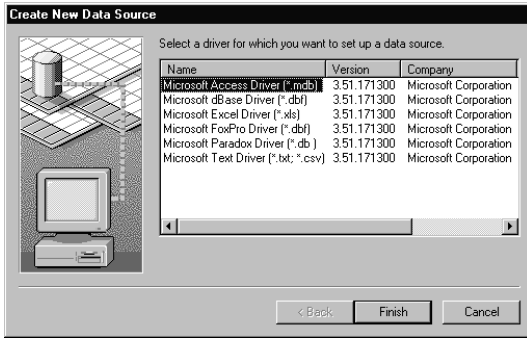 Create New Data Source
Select a driver for which you want to set up a data source.
Name Version Company
Microsoft Access Driver (*.mdb) 3.51.171300 Microsoft Corporation
Microsoft dBase Driver (*.dbf) 3.51.171300 Microsoft Corporation
Microsoft Excel Driver (*.xls) 3.51.171300 Microsoft Corporation
Microsoft FoxPro Driver (*.dbf) 3.51.171300 Microsoft Corporation
Microsoft Paradox Driver (*.db ) 3.51.171300 Microsoft Corporation
Microsoft Text Driver (*.txt; *.csv) 3.51.171300 Microsoft Corporation
< Back Finish Cancel